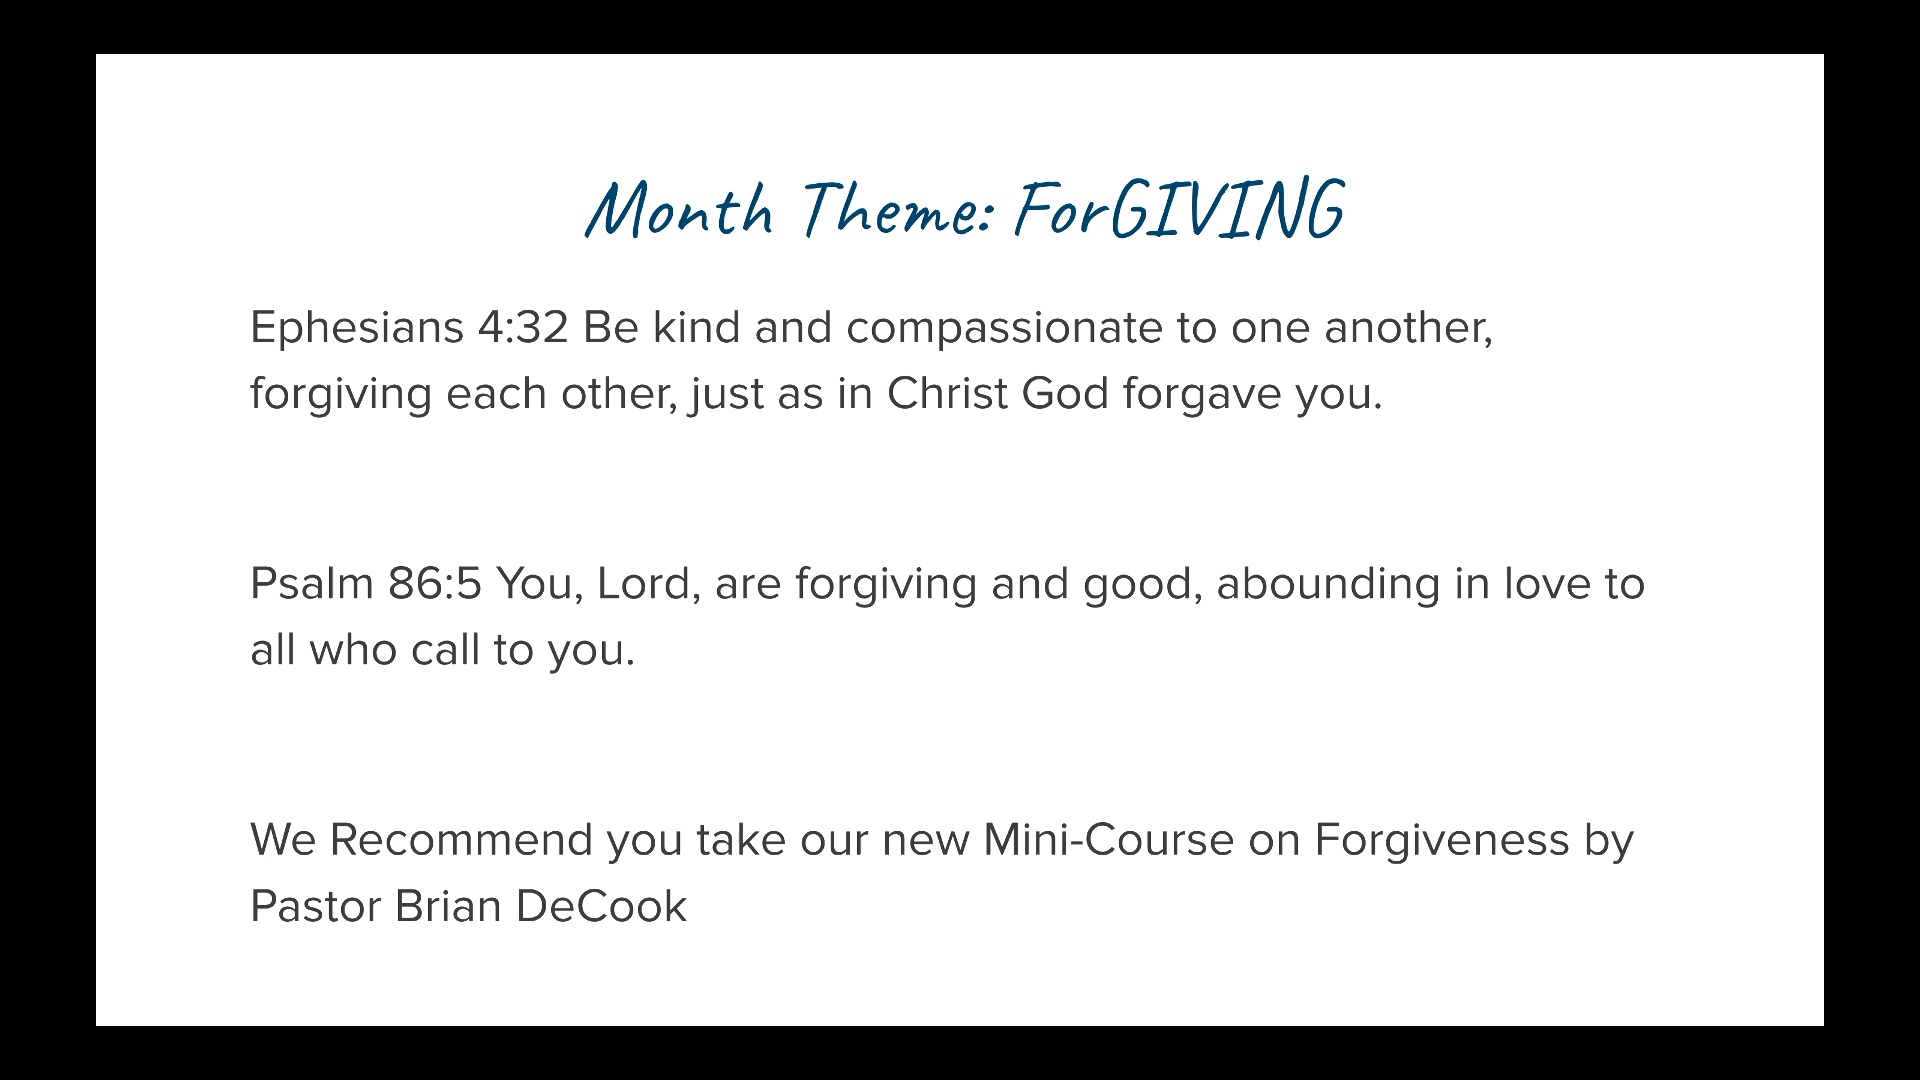 Month Theme: ForGIVING
Ephesians 4:32 Be kind and compassionate to one another,
forgiving each other, just as in Christ God forgave you.
Psalm 86:5 You, Lord, are forgiving and good, abounding in love to
all who call to you.
We Recommend you take our new Mini-Course on Forgiveness by
Pastor Brian DeCook